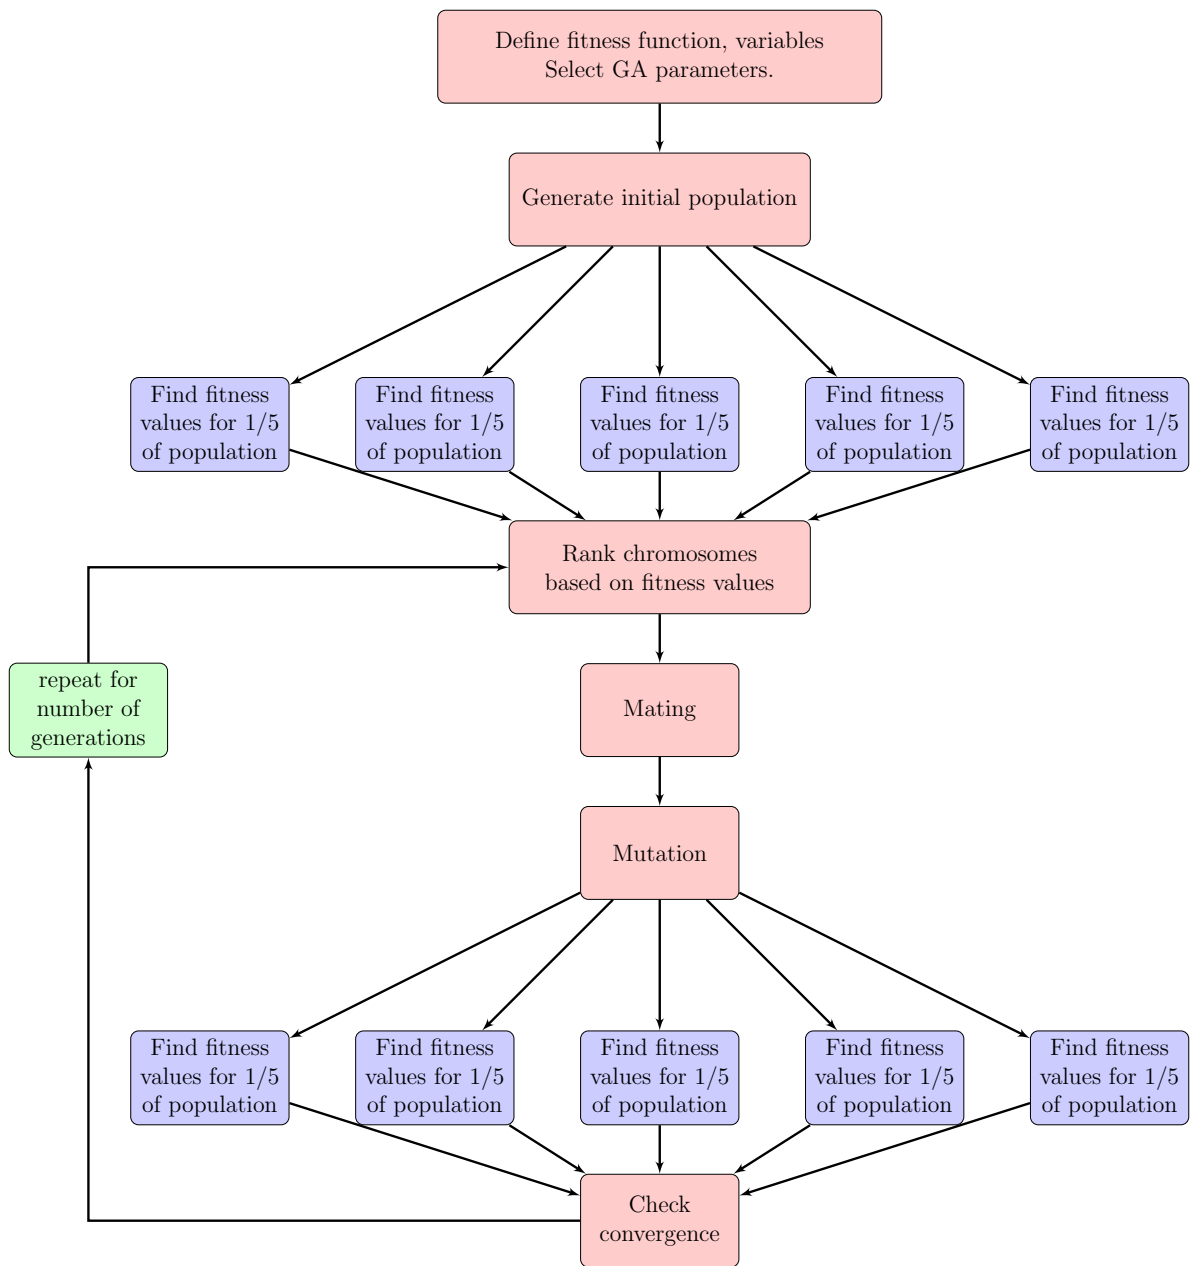 Define fitness function, variables
Select GA parameters.
Generate initial population
Find fitness
values for 1/5
of population
Find fitness
values for 1/5
of population
Find fitness
values for 1/5
of population
Find fitness
values for 1/5
of population
Find fitness
values for 1/5
of population
Rank chromosomes
based on fitness values
repeat for
number of
generations
Mating
Mutation
Find fitness
values for 1/5
of population
Find fitness
values for 1/5
of population
Find fitness
values for 1/5
of population
Find fitness
values for 1/5
of population
Find fitness
values for 1/5
of population
Check
convergence